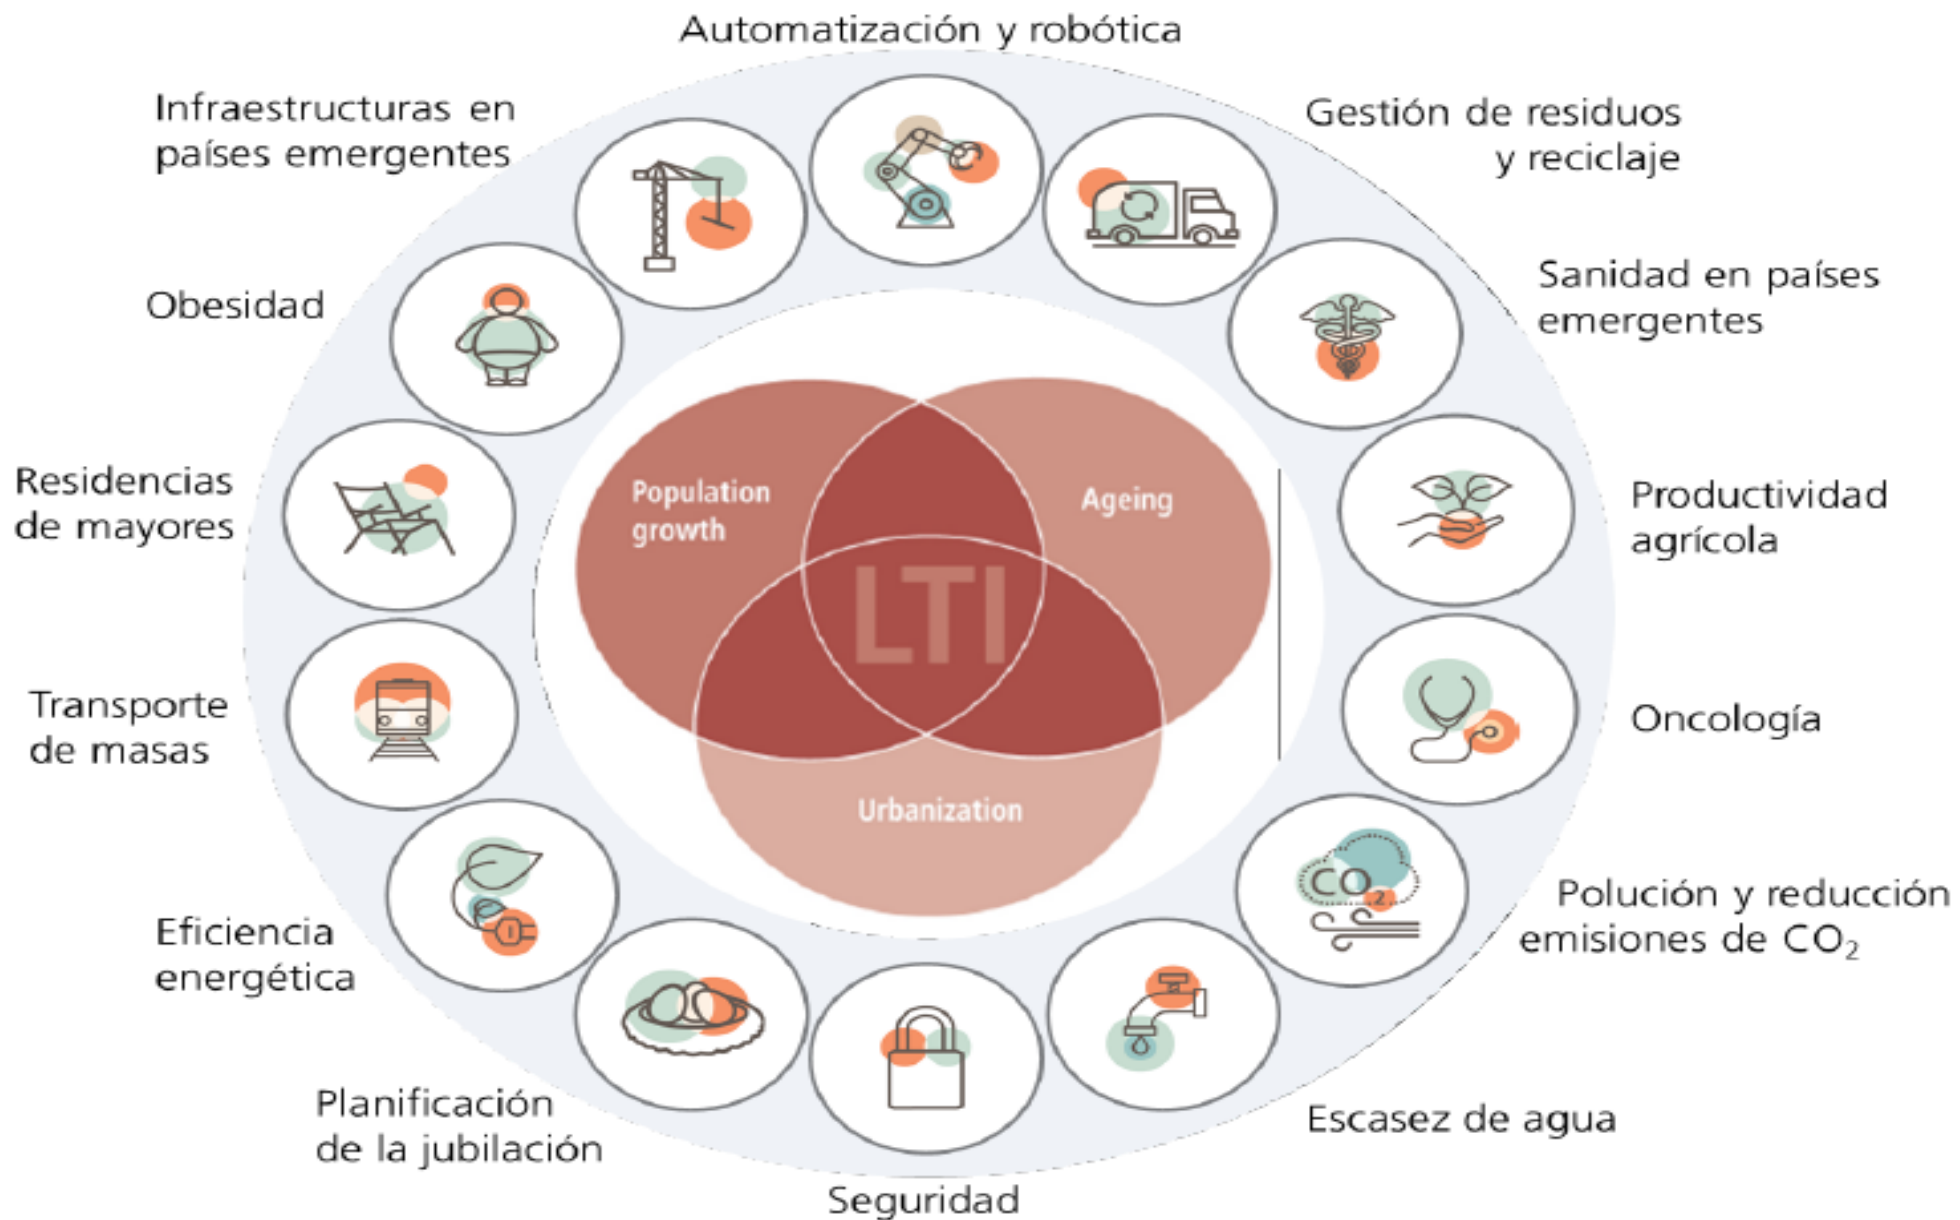 Automatización y robótica
Infraestructuras en
países emergentes
Gestión de residuos
y reciclaje
Obesidad
Sanidad en países
emergentes
Residencias
de mayores
Population
growth
Ageing
Productividad
agrícola
LTI
Transporte
de masas
Oncología
Urbanization
CO2
Eficiencia
energética
Polución y reducción
emisiones de CO₂
Planificación
de la jubilación
Escasez de agua
Seguridad